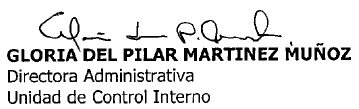 GLORIA DEL PILAR MARTINEZ MUÑOZ
Directora Administrativa
Unidad de Control Interno